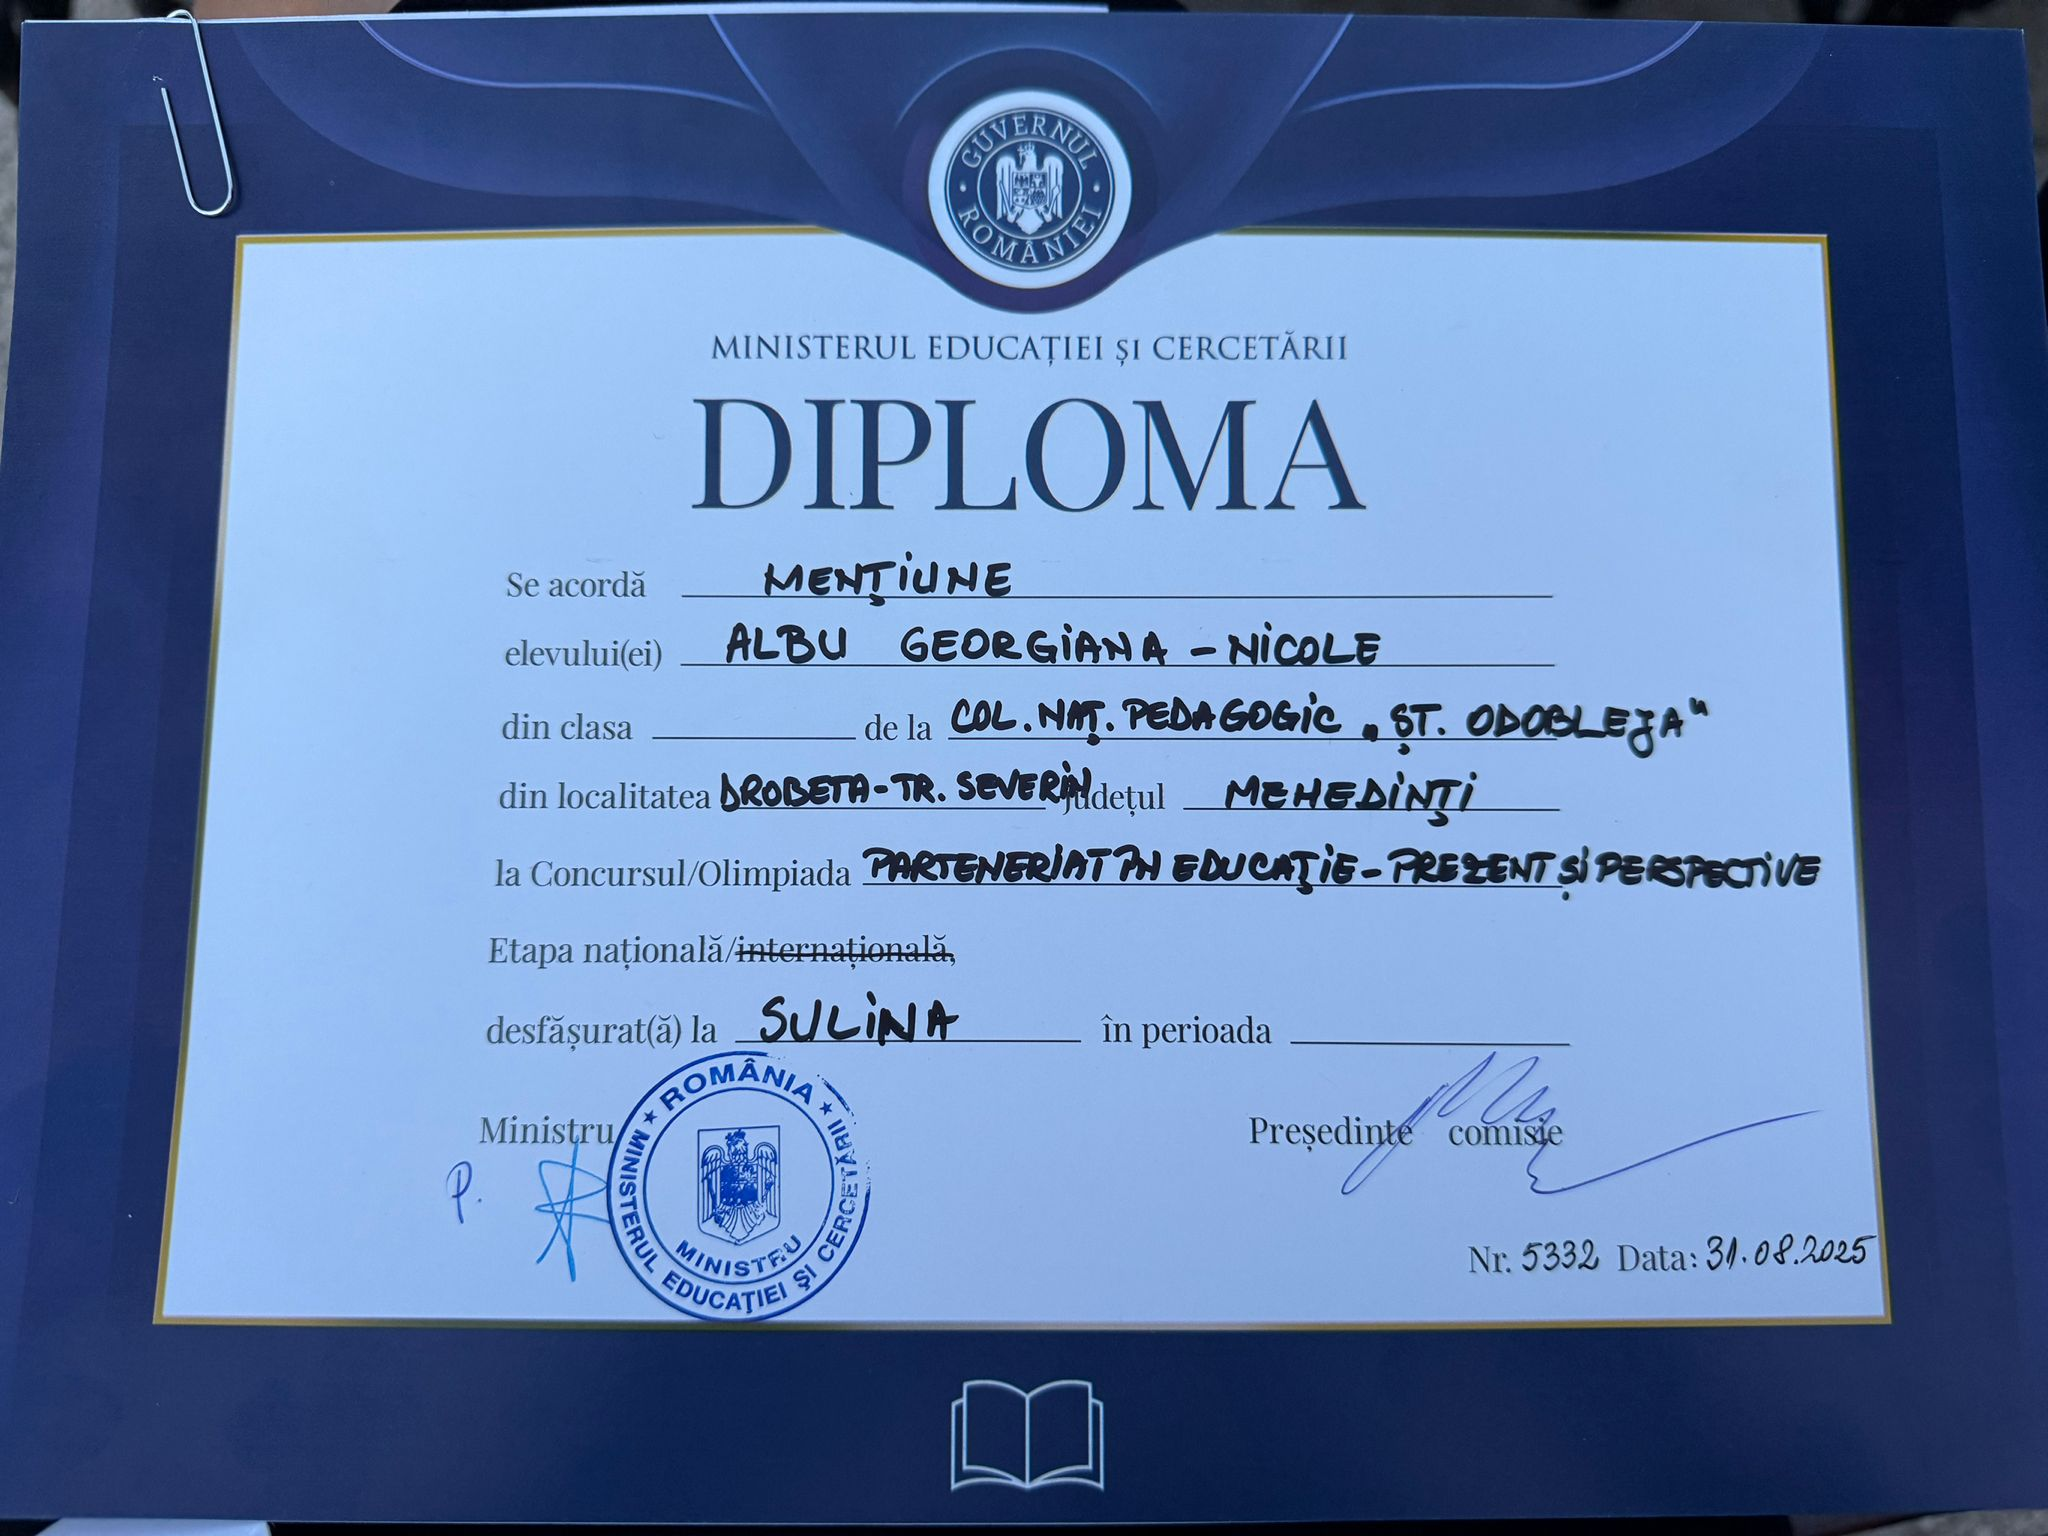 GUVERNUL ROMÂNIEI
MINISTERUL EDUCAȚIEI ȘI CERCETĂRII
DIPLOMA
Se acordă MENȚIUNE
elevului(ei) ALBU GEORGIANA - NICOLE
din clasa de la COL. NAȚ. PEDAGOGIC „ȘT. ODOBLEJA"
din localitatea DROBETA-TR. SEVERIN județul MEHEDINȚI
la Concursul/Olimpiada PARTENERIAT ÎN EDUCAȚIE - PREZENT ȘI PERSPECTIVE
Etapa națională/internațională,
desfășurat(ă) la SULINA în perioada
Ministru Președinte comisie
P.
ROMÂNIA
MINISTERUL EDUCAȚIEI ȘI CERCETĂRII
MINISTRU
Nr. 5332 Data: 31.08.2025